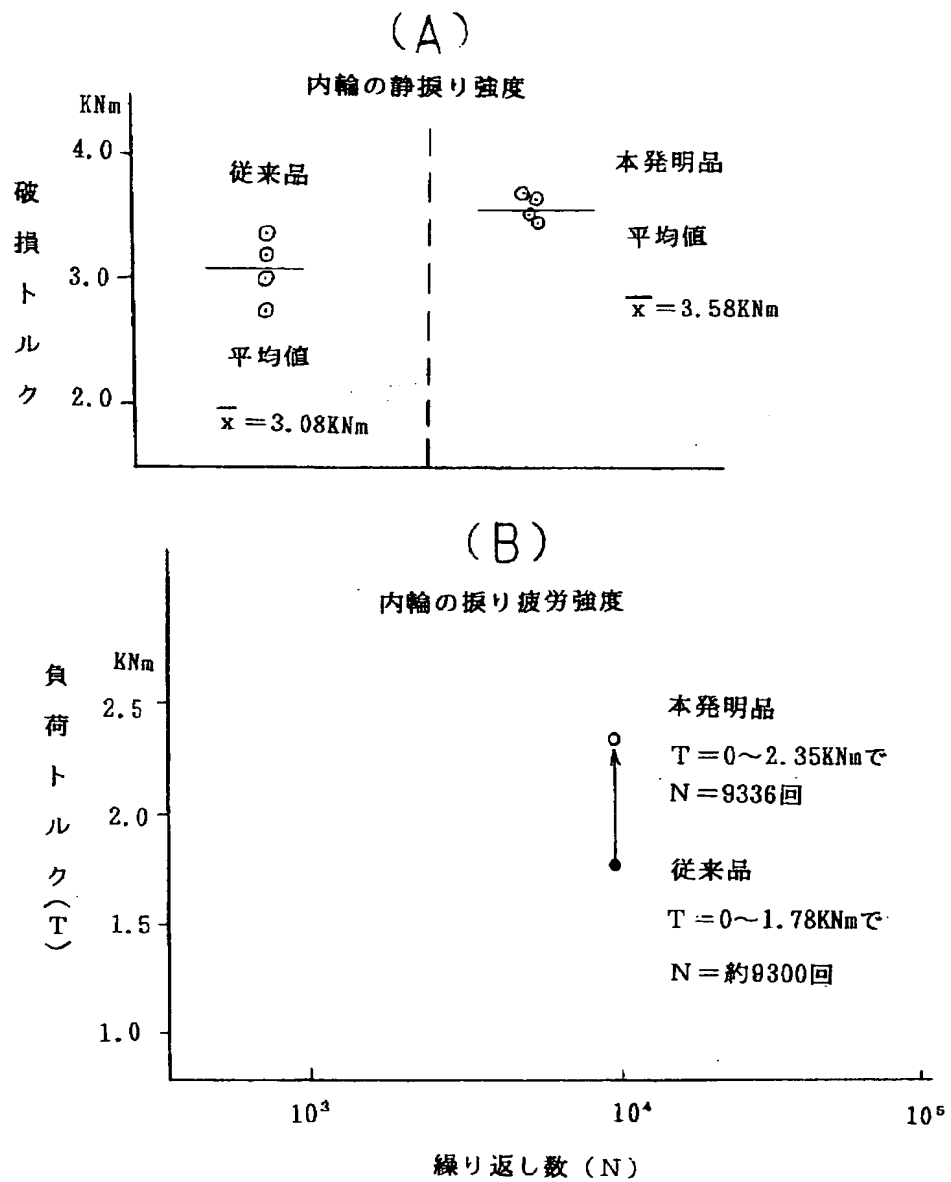 (A)
内輪の静捩り強度
KNm
4.0
3.0
2.0
破損トルク
従来品
平均値
x̄=3.08KNm
本発明品
平均値
x̄=3.58KNm
(B)
内輪の捩り疲労強度
KNm
2.5
2.0
1.5
1.0
負荷トルク(T)
本発明品
T=0～2.35KNmで
N=9336回
従来品
T=0～1.78KNmで
N=約9300回
10³
10⁴
10⁵
繰り返し数(N)